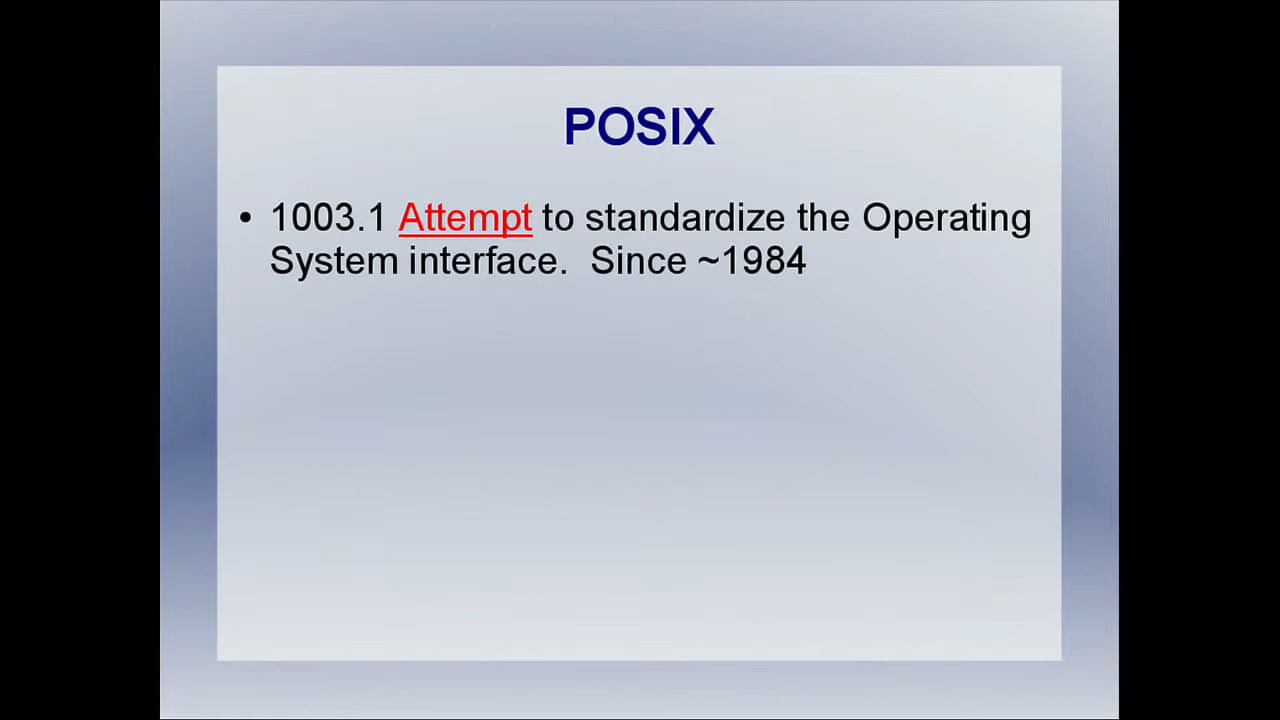 POSIX
• 1003.1 Attempt to standardize the Operating
System interface.  Since ~1984